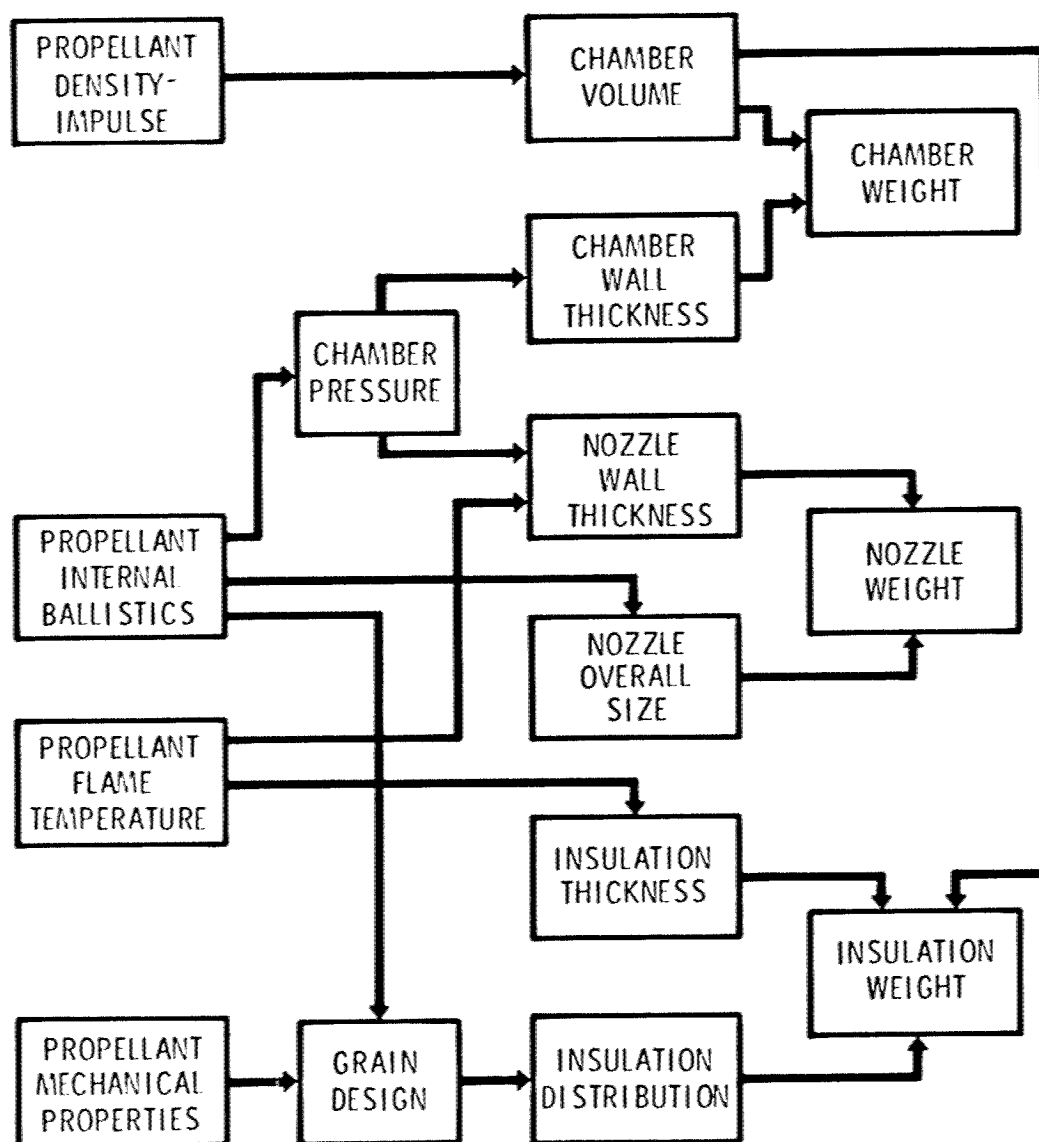 PROPELLANT
DENSITY-
IMPULSE
CHAMBER
VOLUME
CHAMBER
WEIGHT
CHAMBER
WALL
THICKNESS
CHAMBER
PRESSURE
NOZZLE
WALL
THICKNESS
PROPELLANT
INTERNAL
BALLISTICS
NOZZLE
WEIGHT
NOZZLE
OVERALL
SIZE
PROPELLANT
FLAME
TEMPERATURE
INSULATION
THICKNESS
INSULATION
WEIGHT
PROPELLANT
MECHANICAL
PROPERTIES
GRAIN
DESIGN
INSULATION
DISTRIBUTION